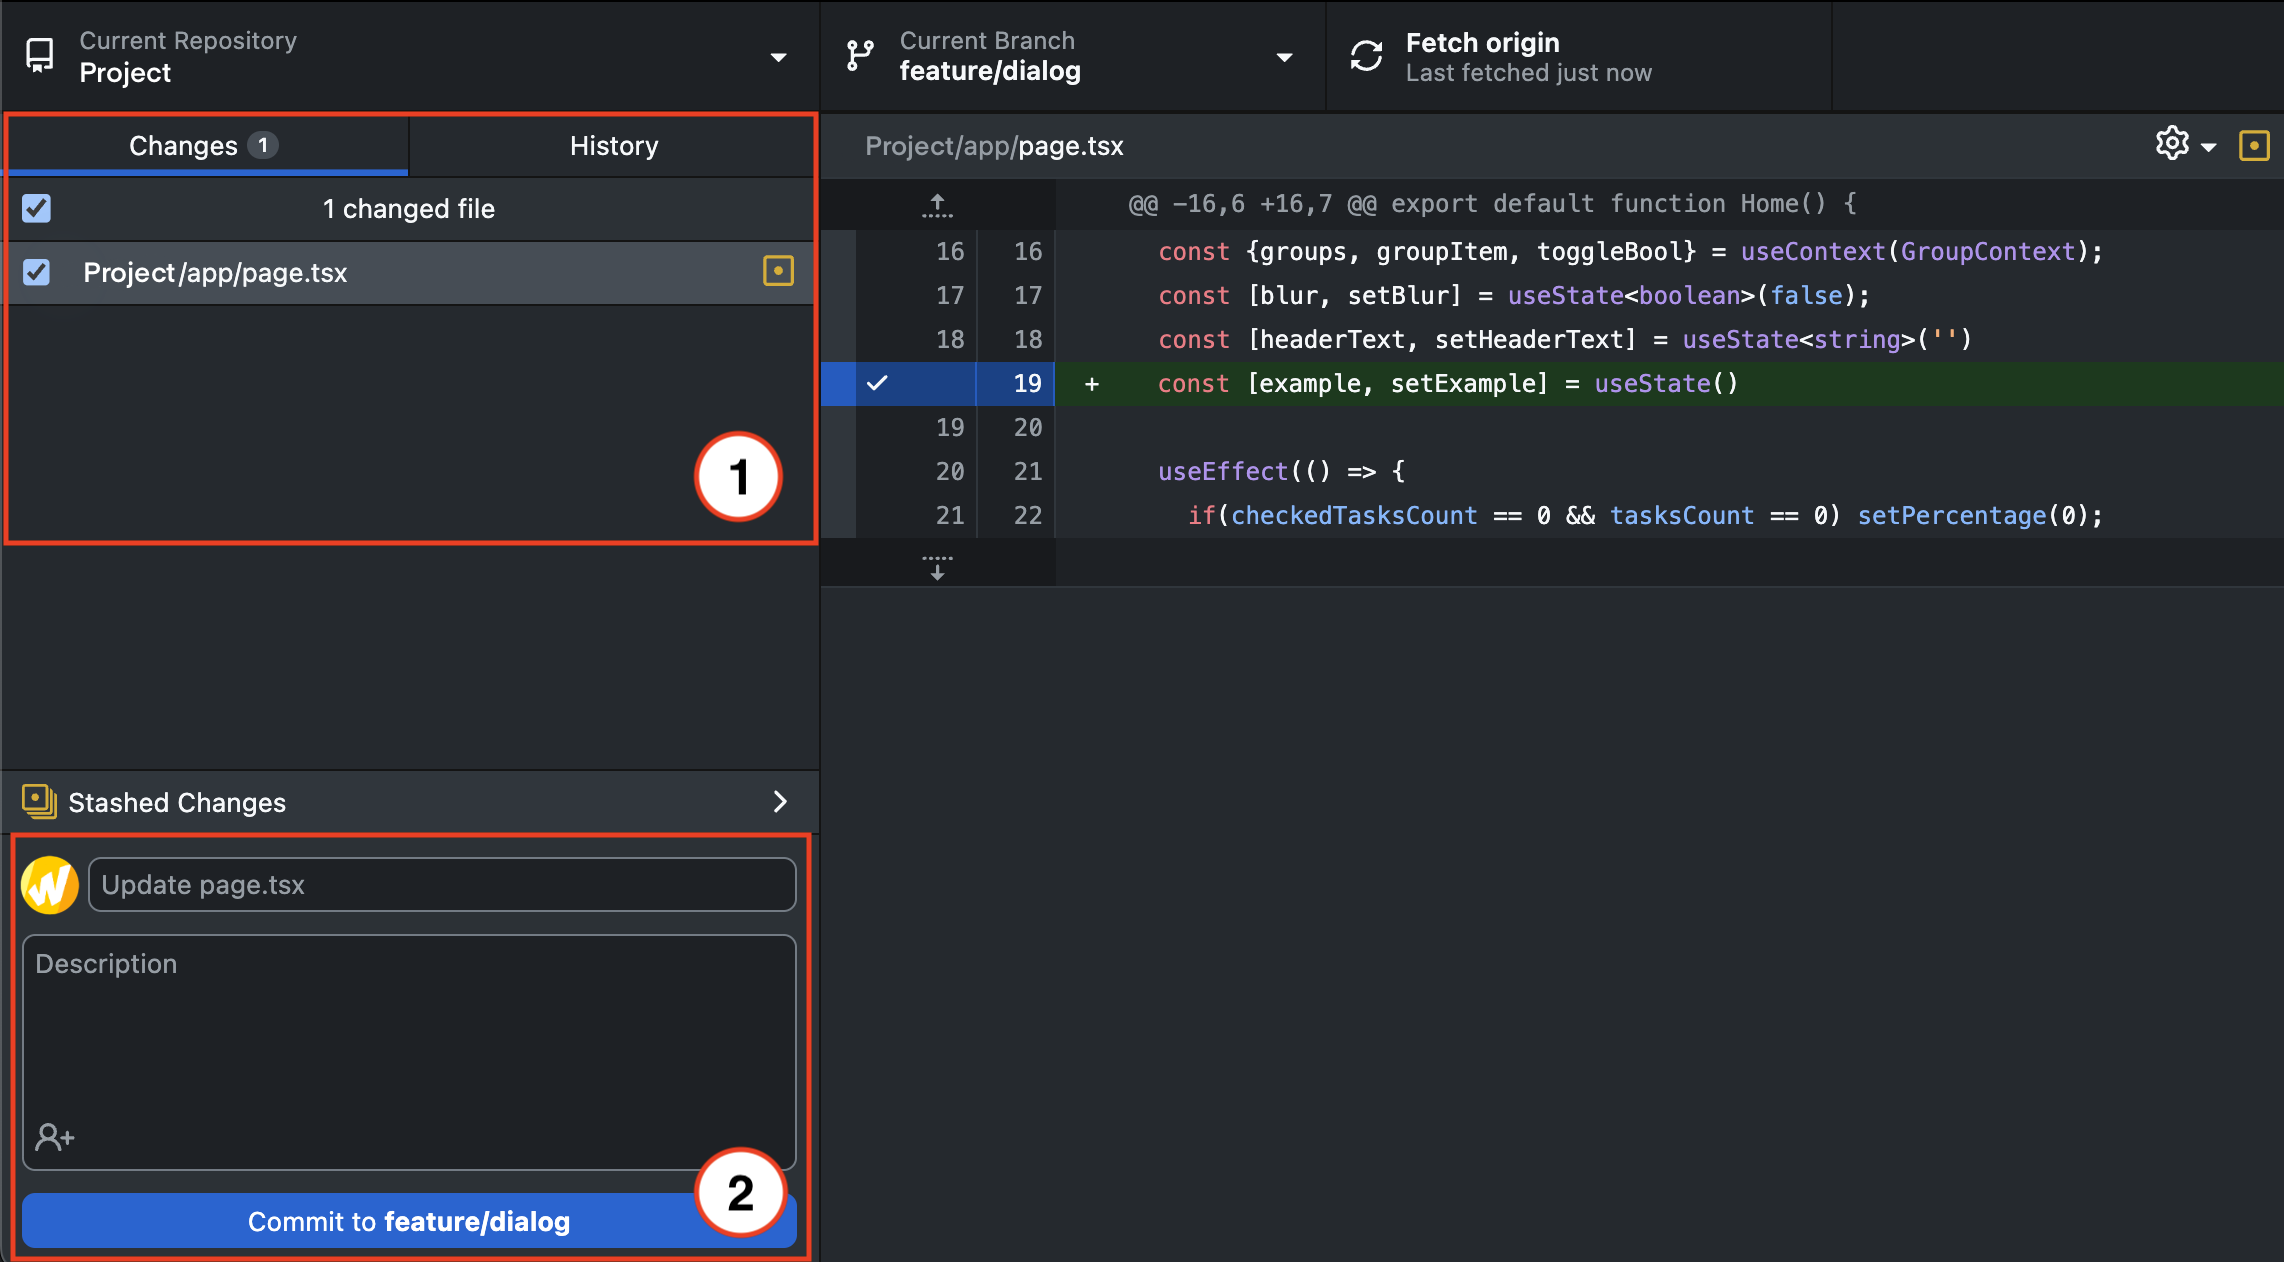 Current Repository
Project
Current Branch
feature/dialog
Fetch origin
Last fetched just now
Changes 1
History
1 changed file
Project/app/page.tsx
1
Stashed Changes
Update page.tsx
Description
2
Commit to feature/dialog
Project/app/page.tsx
@@ -16,6 +16,7 @@ export default function Home() {
16 16 const {groups, groupItem, toggleBool} = useContext(GroupContext);
17 17 const [blur, setBlur] = useState<boolean>(false);
18 18 const [headerText, setHeaderText] = useState<string>('')
19 + const [example, setExample] = useState()
19 20
20 21 useEffect(() => {
21 22 if(checkedTasksCount == 0 && tasksCount == 0) setPercentage(0);